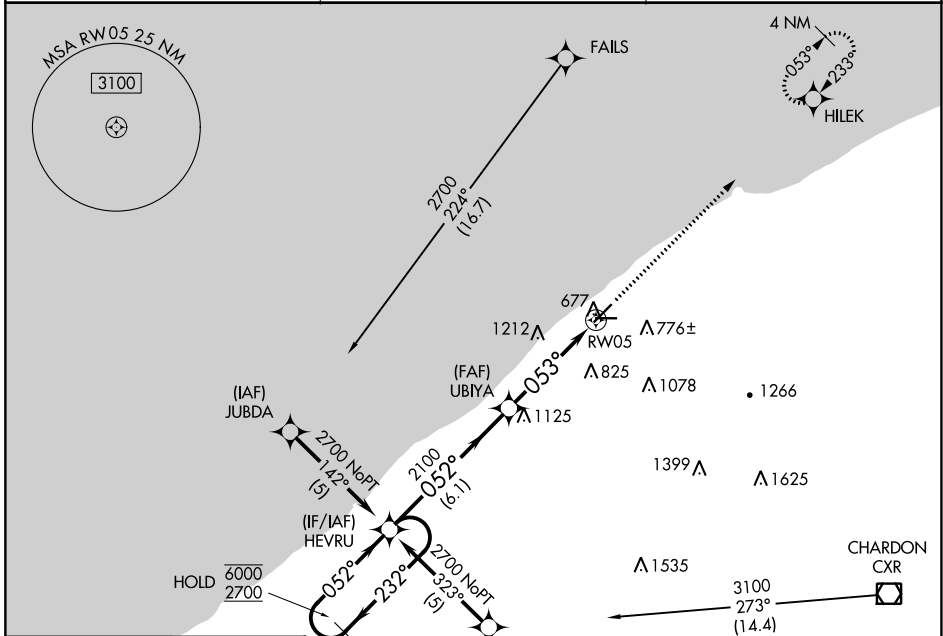 MSA RW05 25 NM
3100
FAILS
4 NM
053°
233°
HILEK
2700
224°
(16.7)
677
1212
RW05
776±
825
(FAF)
UBIYA
053°
1078
1266
1125
(IAF)
JUBDA
2700 NoPT
142°
(5)
2100
052°
(6.1)
1399
1625
(IF/IAF)
HEVRU
HOLD
6000
2700
052°
232°
2700 NoPT
323°
(5)
1535
CHARDON
CXR
3100
273°
(14.4)